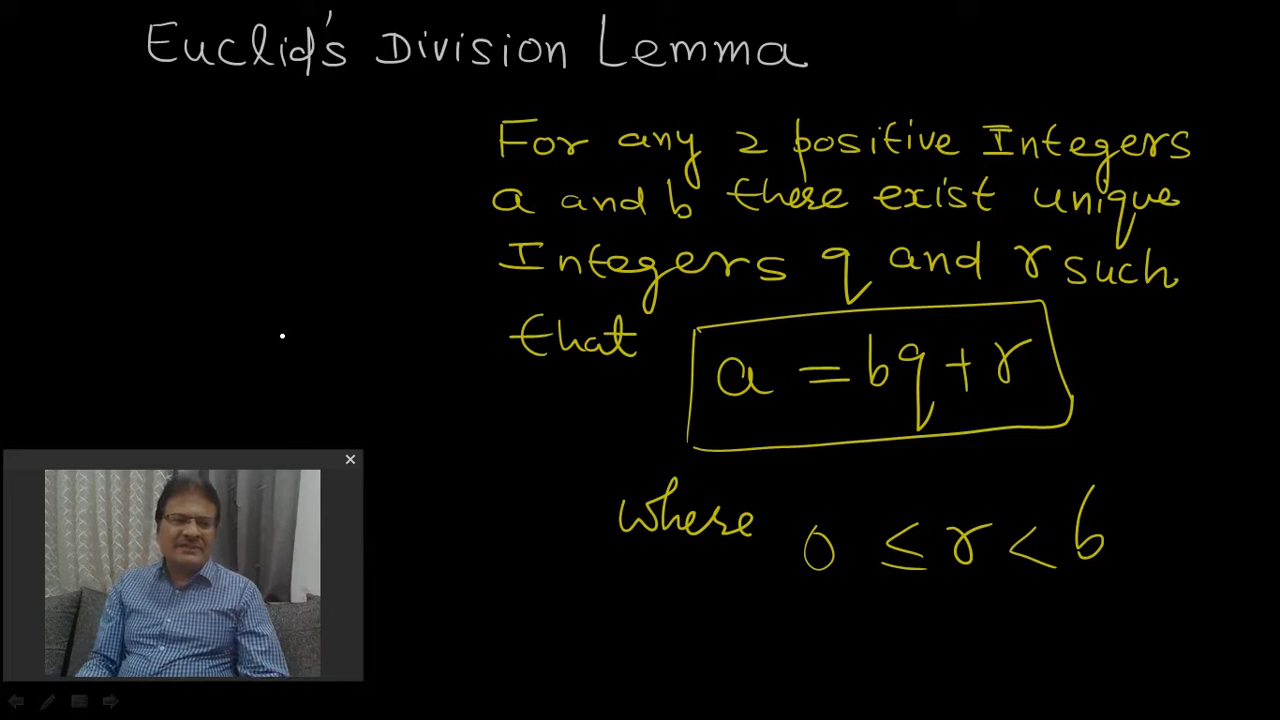 Euclid's Division Lemma
For any 2 positive Integers
a and b there exist unique
Integers q and r such
that a = bq + r
where 0 ≤ r < b